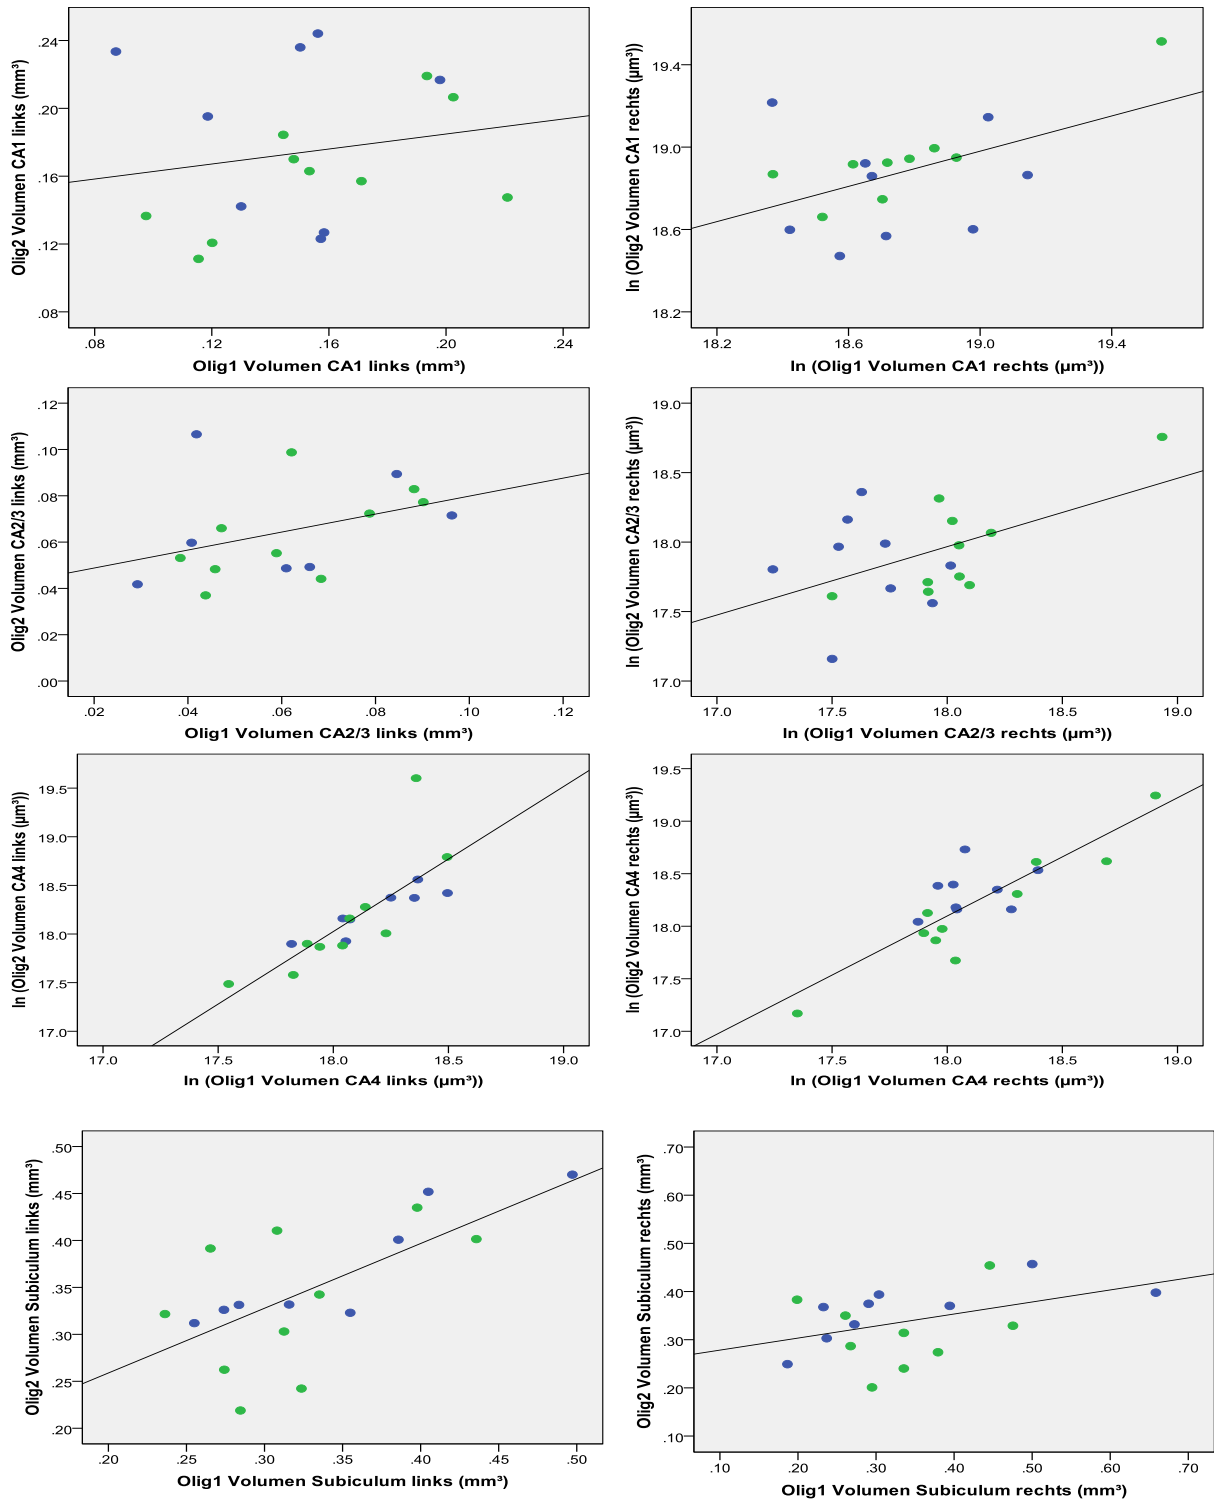 Olig2 Volumen CA1 links (mm³)
.24
.20
.16
.12
.08
.08 .12 .16 .20 .24
Olig1 Volumen CA1 links (mm³)
ln (Olig2 Volumen CA1 rechts (µm³))
19.4
19.0
18.6
18.2
18.2 18.6 19.0 19.4
ln (Olig1 Volumen CA1 rechts (µm³))
Olig2 Volumen CA2/3 links (mm³)
.12
.10
.08
.06
.04
.02
.00
.02 .04 .06 .08 .10 .12
Olig1 Volumen CA2/3 links (mm³)
ln (Olig2 Volumen CA2/3 rechts (µm³))
19.0
18.5
18.0
17.5
17.0
17.0 17.5 18.0 18.5 19.0
ln (Olig1 Volumen CA2/3 rechts (µm³))
ln (Olig2 Volumen CA4 links (µm³))
19.5
19.0
18.5
18.0
17.5
17.0
17.0 17.5 18.0 18.5 19.0
ln (Olig1 Volumen CA4 links (µm³))
ln (Olig2 Volumen CA4 rechts (µm³))
19.5
19.0
18.5
18.0
17.5
17.0
17.0 17.5 18.0 18.5 19.0
ln (Olig1 Volumen CA4 rechts (µm³))
Olig2 Volumen Subiculum links (mm³)
.50
.45
.40
.35
.30
.25
.20
.20 .25 .30 .35 .40 .45 .50
Olig1 Volumen Subiculum links (mm³)
Olig2 Volumen Subiculum rechts (mm³)
.70
.60
.50
.40
.30
.20
.10
.10 .20 .30 .40 .50 .60 .70
Olig1 Volumen Subiculum rechts (mm³)